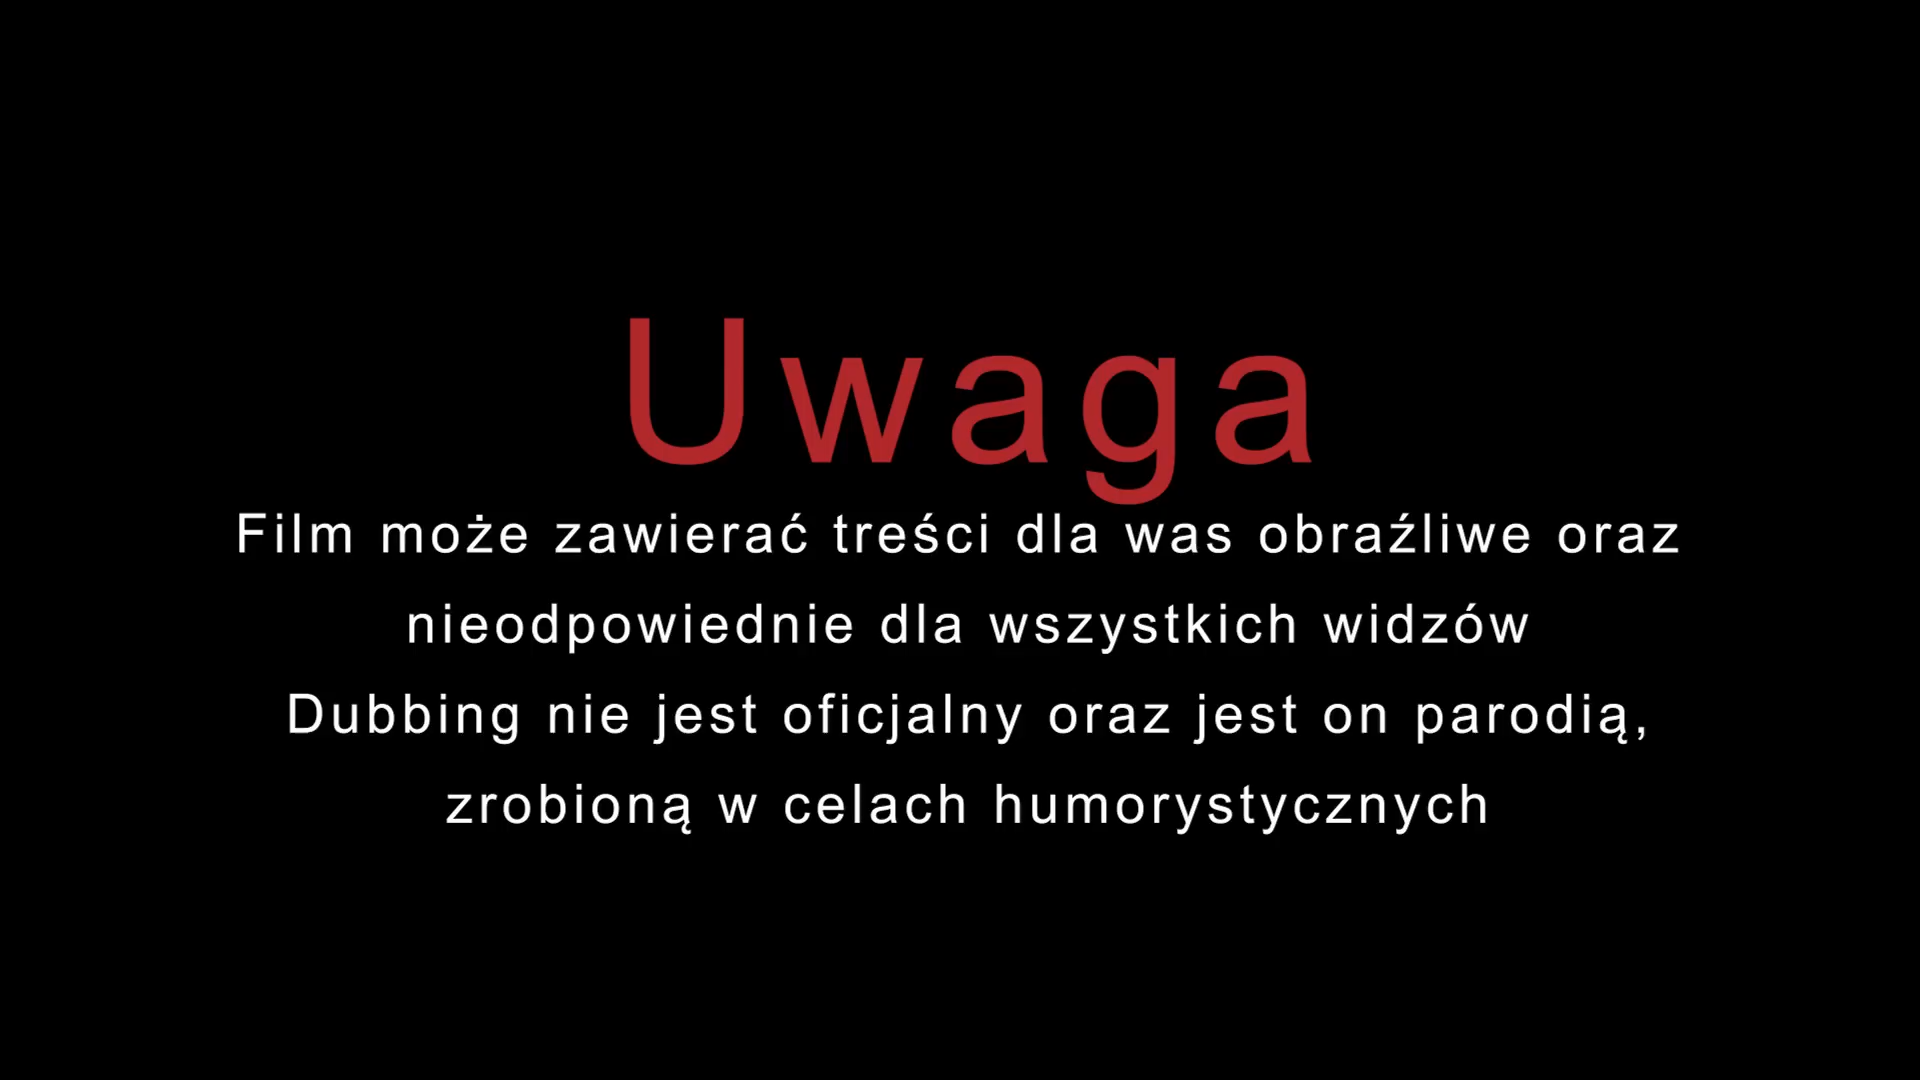 Uwaga
Film może zawierać treści dla was obraźliwe oraz
nieodpowiednie dla wszystkich widzów
Dubbing nie jest oficjalny oraz jest on parodią,
zrobioną w celach humorystycznych